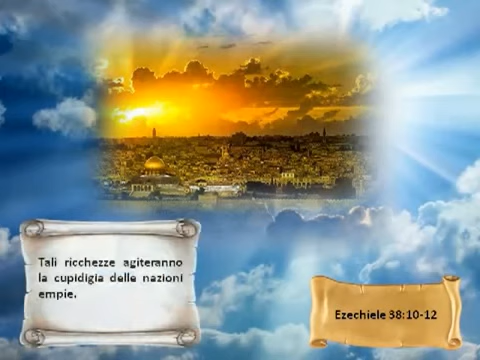 Tali ricchezze agiteranno
la cupidigia delle nazioni
empie.
Ezechiele 38:10-12